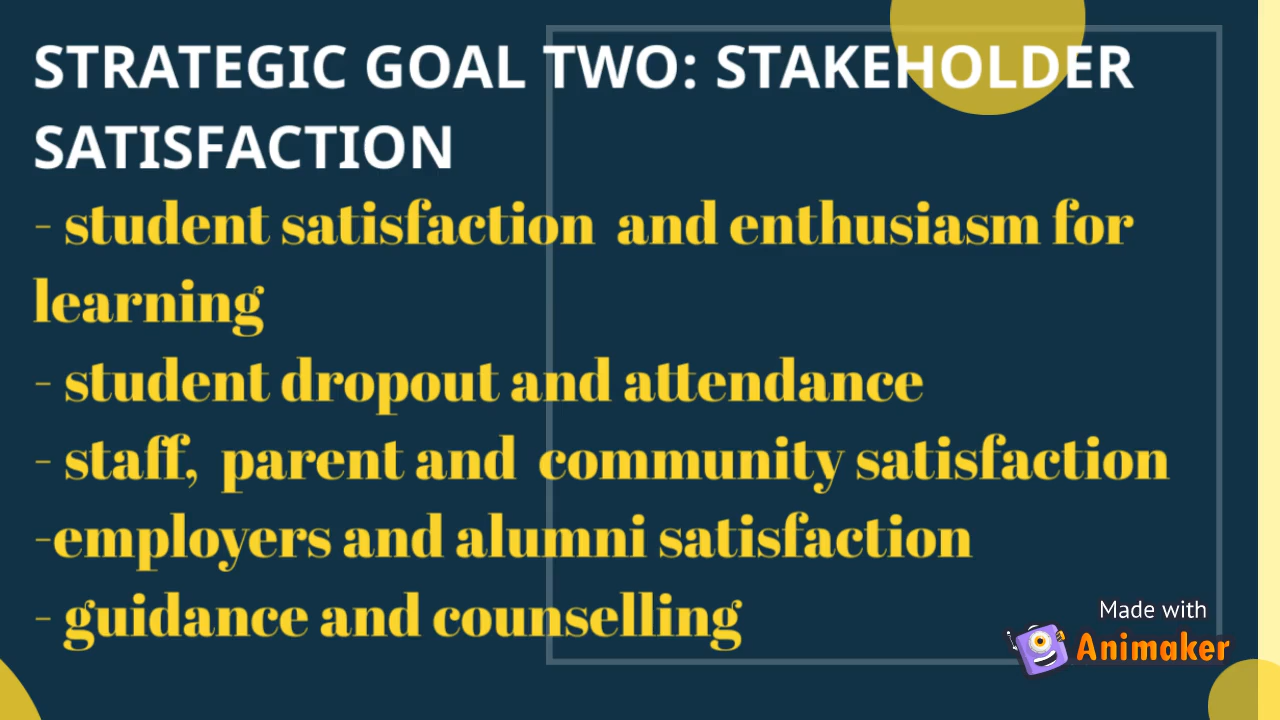 STRATEGIC GOAL TWO: STAKEHOLDER
SATISFACTION
- student satisfaction and enthusiasm for
learning
- student dropout and attendance
- staff, parent and community satisfaction
-employers and alumni satisfaction
- guidance and counselling
Made with
Animaker